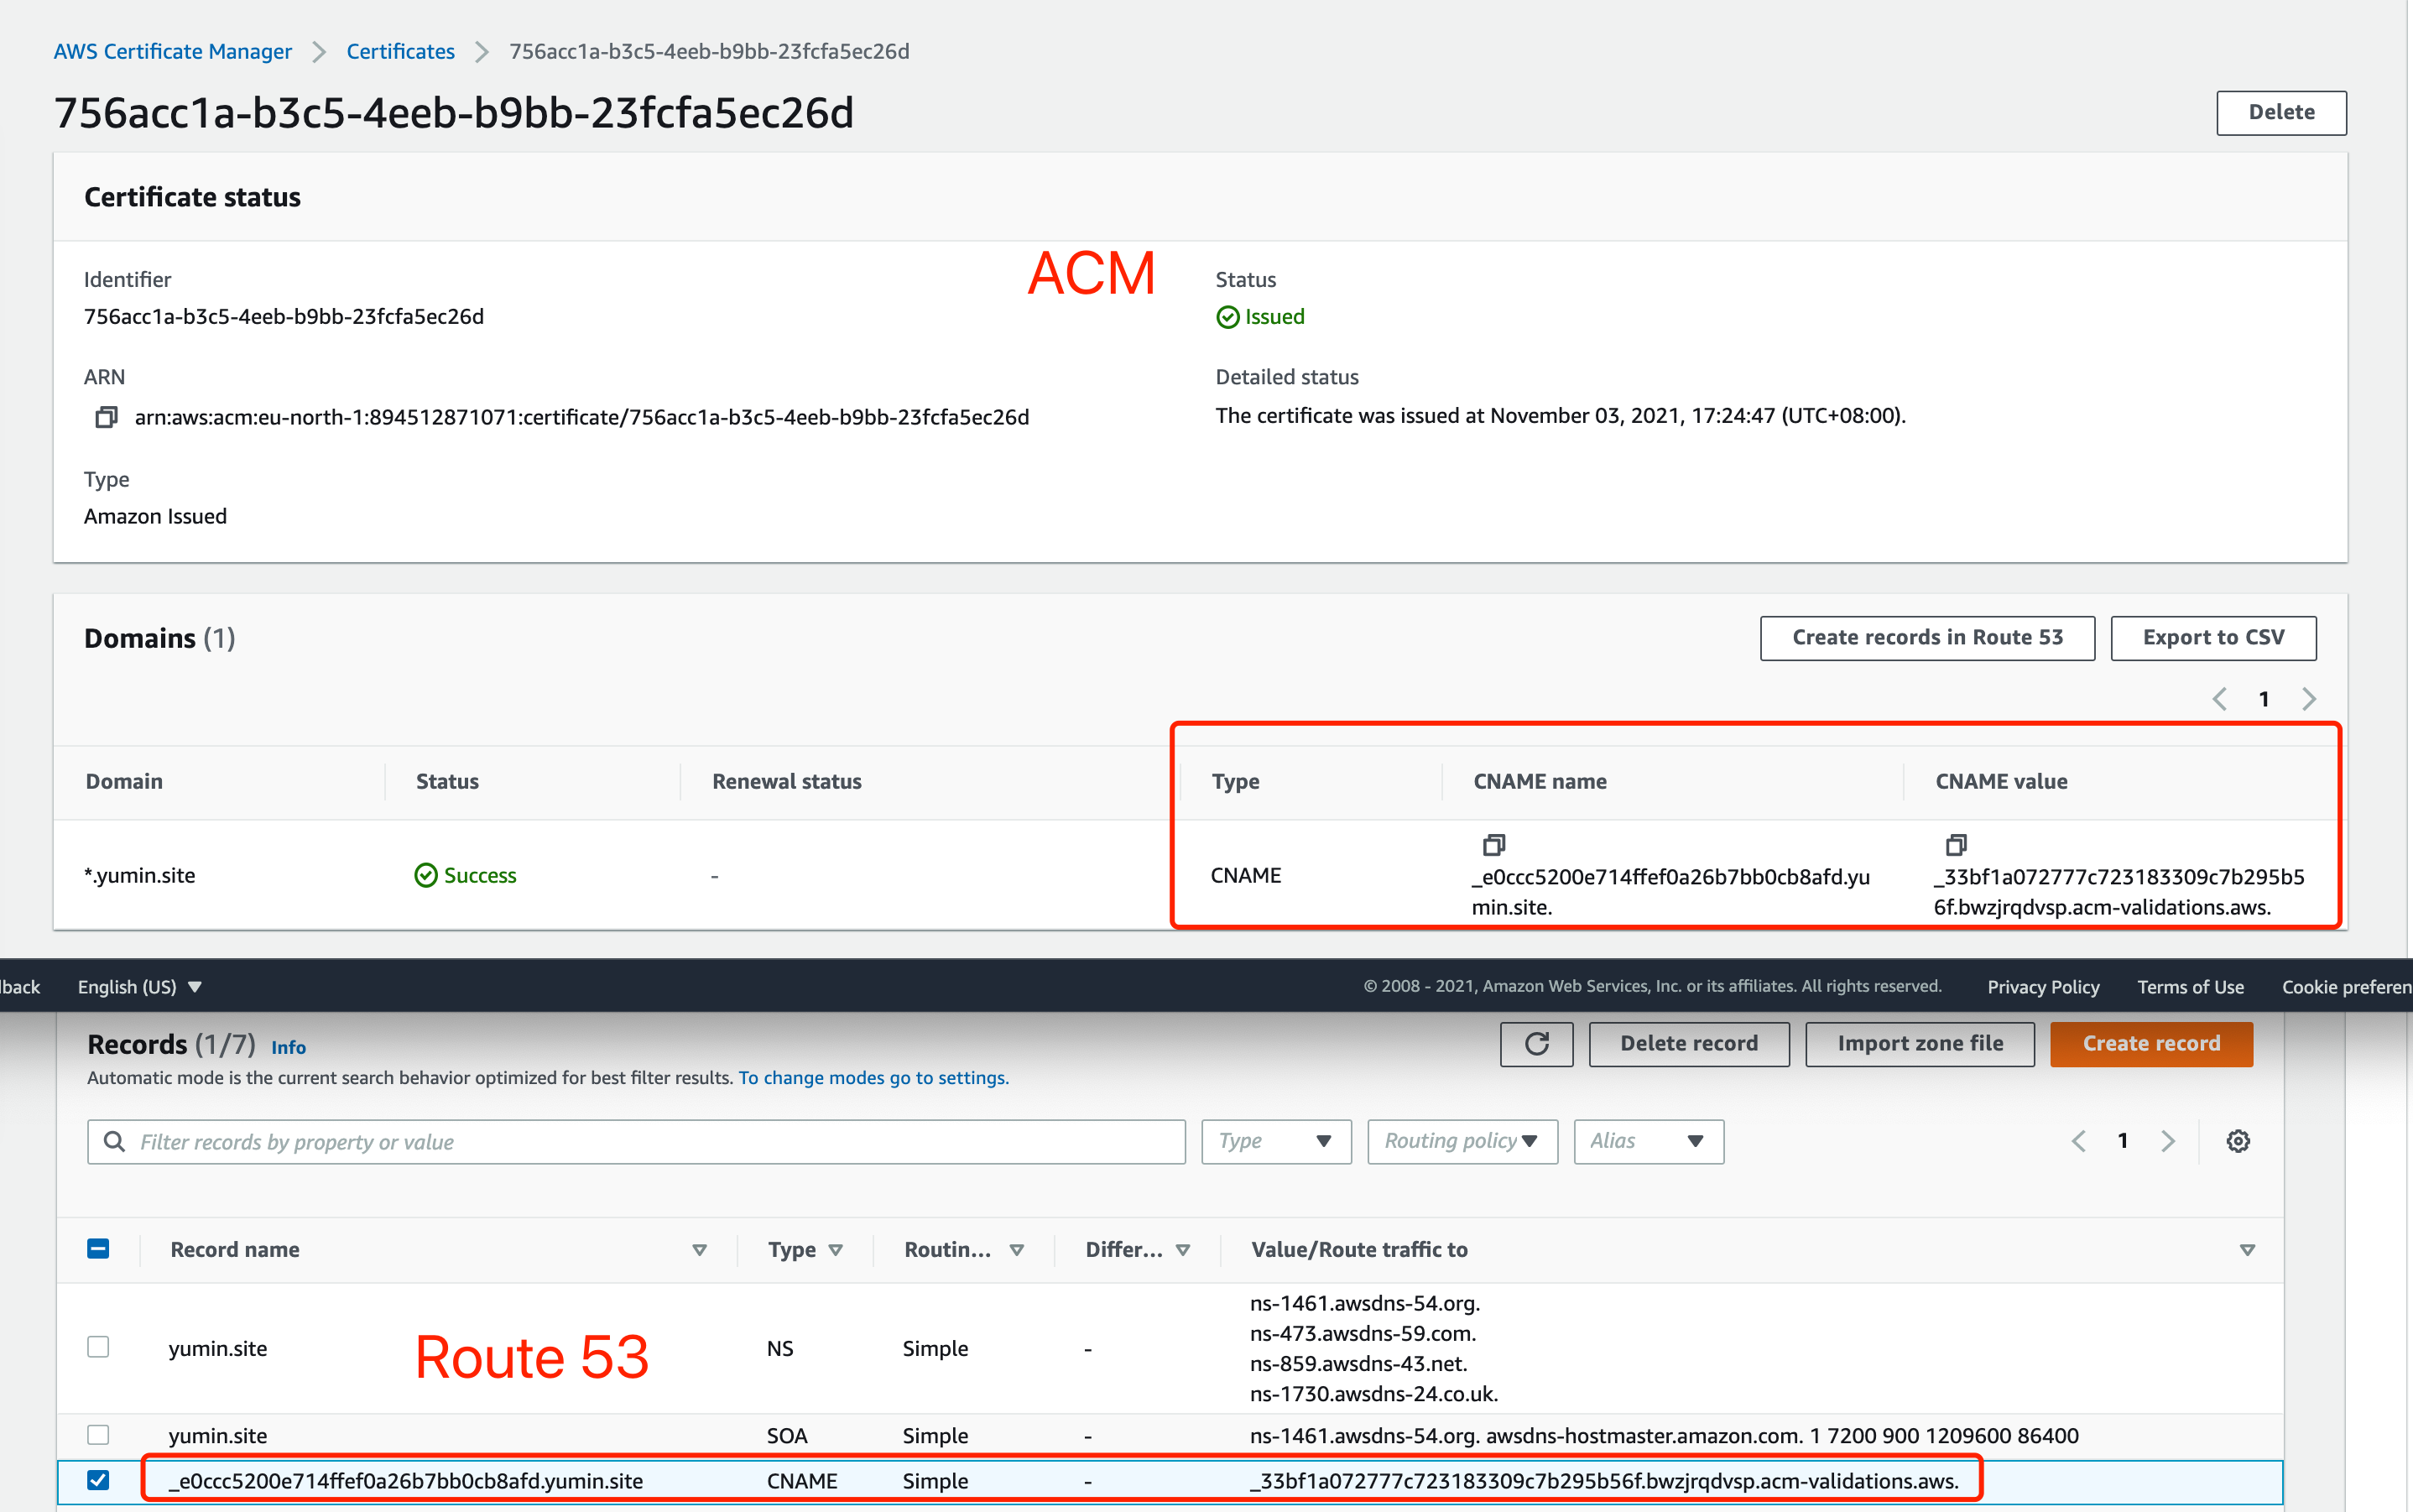 AWS Certificate Manager > Certificates > 756acc1a-b3c5-4eeb-b9bb-23fcfa5ec26d
756acc1a-b3c5-4eeb-b9bb-23fcfa5ec26d
Delete
Certificate status
ACM
Identifier
756acc1a-b3c5-4eeb-b9bb-23fcfa5ec26d
Status
Issued
ARN
arn:aws:acm:eu-north-1:894512871071:certificate/756acc1a-b3c5-4eeb-b9bb-23fcfa5ec26d
Detailed status
The certificate was issued at November 03, 2021, 17:24:47 (UTC+08:00).
Type
Amazon Issued
Domains (1)
Create records in Route 53
Export to CSV
1
Domain Status Renewal status Type CNAME name CNAME value
*.yumin.site Success - CNAME
_e0ccc5200e714ffef0a26b7bb0cb8afd.yu
min.site.
_33bf1a072777c723183309c7b295b5
6f.bwzjrqdvsp.acm-validations.aws.
lback English (US) © 2008 - 2021, Amazon Web Services, Inc. or its affiliates. All rights reserved. Privacy Policy Terms of Use Cookie preferen
Records (1/7) Info
Delete record
Import zone file
Create record
Automatic mode is the current search behavior optimized for best filter results. To change modes go to settings.
Filter records by property or value
Type
Routing policy
Alias
1
Record name Type Routin... Differ... Value/Route traffic to
yumin.site
Route 53
NS Simple -
ns-1461.awsdns-54.org.
ns-473.awsdns-59.com.
ns-859.awsdns-43.net.
ns-1730.awsdns-24.co.uk.
yumin.site SOA Simple - ns-1461.awsdns-54.org. awsdns-hostmaster.amazon.com. 1 7200 900 1209600 86400
_e0ccc5200e714ffef0a26b7bb0cb8afd.yumin.site CNAME Simple - _33bf1a072777c723183309c7b295b56f.bwzjrqdvsp.acm-validations.aws.